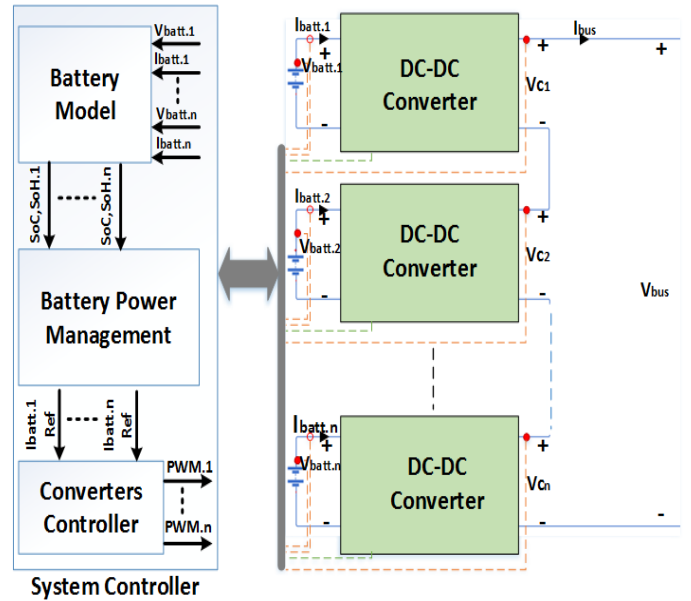 Vbatt.1
Ibatt.1
Vbatt.n
Ibatt.n
Battery
Model
SoC,SoH.1
SoC,SoH.n
Battery Power
Management
Ibatt.1
Ref
Ibatt.n
Ref
Converters
Controller
PWM.1
PWM.n
System Controller
Ibatt.1
+
Vbatt.1
-
DC-DC
Converter
+
Vc1
-
Ibus
+
Ibatt.2
+
Vbatt.2
-
DC-DC
Converter
+
Vc2
-
Vbus
Ibatt.n
+
Vbatt.n
-
DC-DC
Converter
+
Vcn
-
-